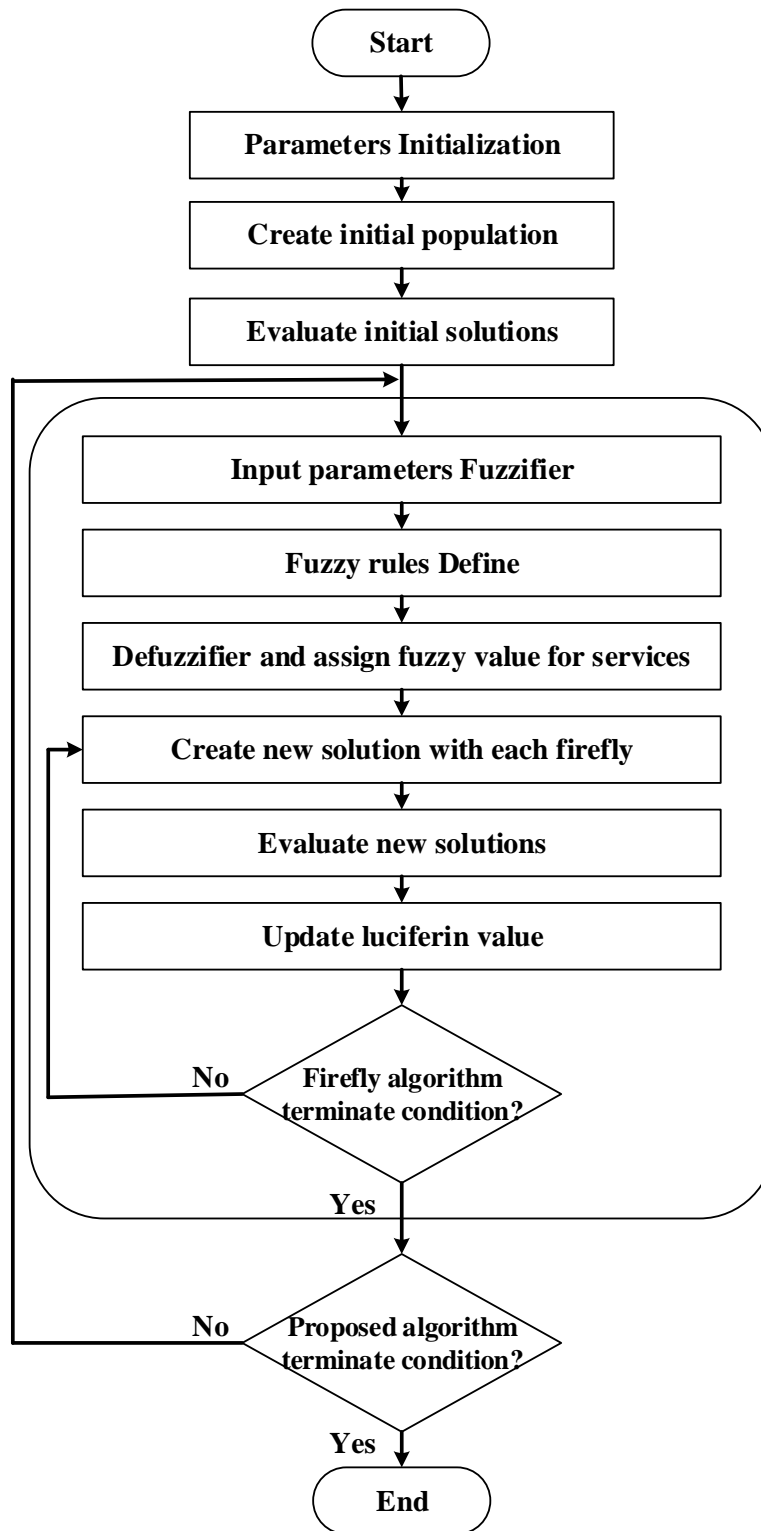 Start
Parameters Initialization
Create initial population
Evaluate initial solutions
Input parameters Fuzzifier
Fuzzy rules Define
Defuzzifier and assign fuzzy value for services
Create new solution with each firefly
Evaluate new solutions
Update luciferin value
No
Firefly algorithm
terminate condition?
Yes
No
Proposed algorithm
terminate condition?
Yes
End